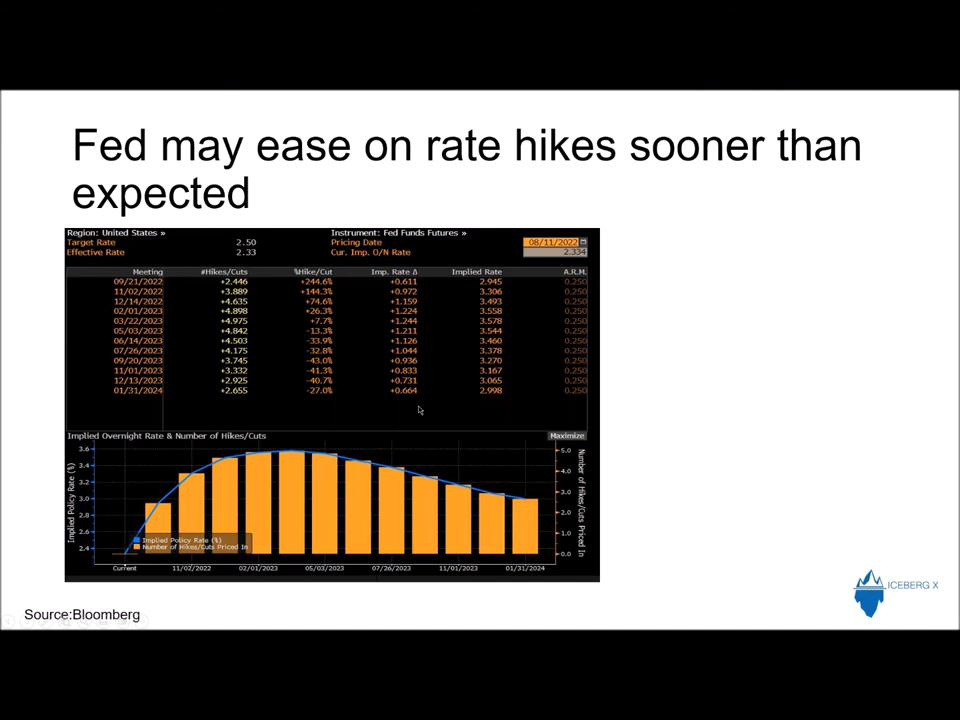 Fed may ease on rate hikes sooner than
expected
Region: United States » Instrument: Fed Funds Futures »
Target Rate 2.50 Pricing Date 08/11/2022
Effective Rate 2.33 Cur. Imp. O/N Rate 2.334
Meeting #Hikes/Cuts %Hike/Cut Imp. Rate Δ Implied Rate A.R.M.
09/21/2022 +2.446 +244.6% +0.611 2.945 0.250
11/02/2022 +3.889 +144.3% +0.972 3.306 0.250
12/14/2022 +4.635 +74.6% +1.159 3.493 0.250
02/01/2023 +4.898 +26.3% +1.224 3.558 0.250
03/22/2023 +4.975 +7.7% +1.244 3.578 0.250
05/03/2023 +4.842 -13.3% +1.211 3.544 0.250
06/14/2023 +4.503 -33.9% +1.126 3.460 0.250
07/26/2023 +4.175 -32.8% +1.044 3.378 0.250
09/20/2023 +3.745 -43.0% +0.936 3.270 0.250
11/01/2023 +3.332 -41.3% +0.833 3.167 0.250
12/13/2023 +2.925 -40.7% +0.731 3.065 0.250
01/31/2024 +2.655 -27.0% +0.664 2.998 0.250
Implied Overnight Rate & Number of Hikes/Cuts Maximize
Implied Policy Rate (%)
3.6
3.4
3.2
3.0
2.8
2.6
2.4
5.0
4.0
3.0
2.0
1.0
0.0
Number of Hikes/Cuts Priced In
Implied Policy Rate (%)
Number of Hikes/Cuts Priced In
Current 11/02/2022 02/01/2023 05/03/2023 07/26/2023 11/01/2023 01/31/2024
ICEBERG X
Source:Bloomberg